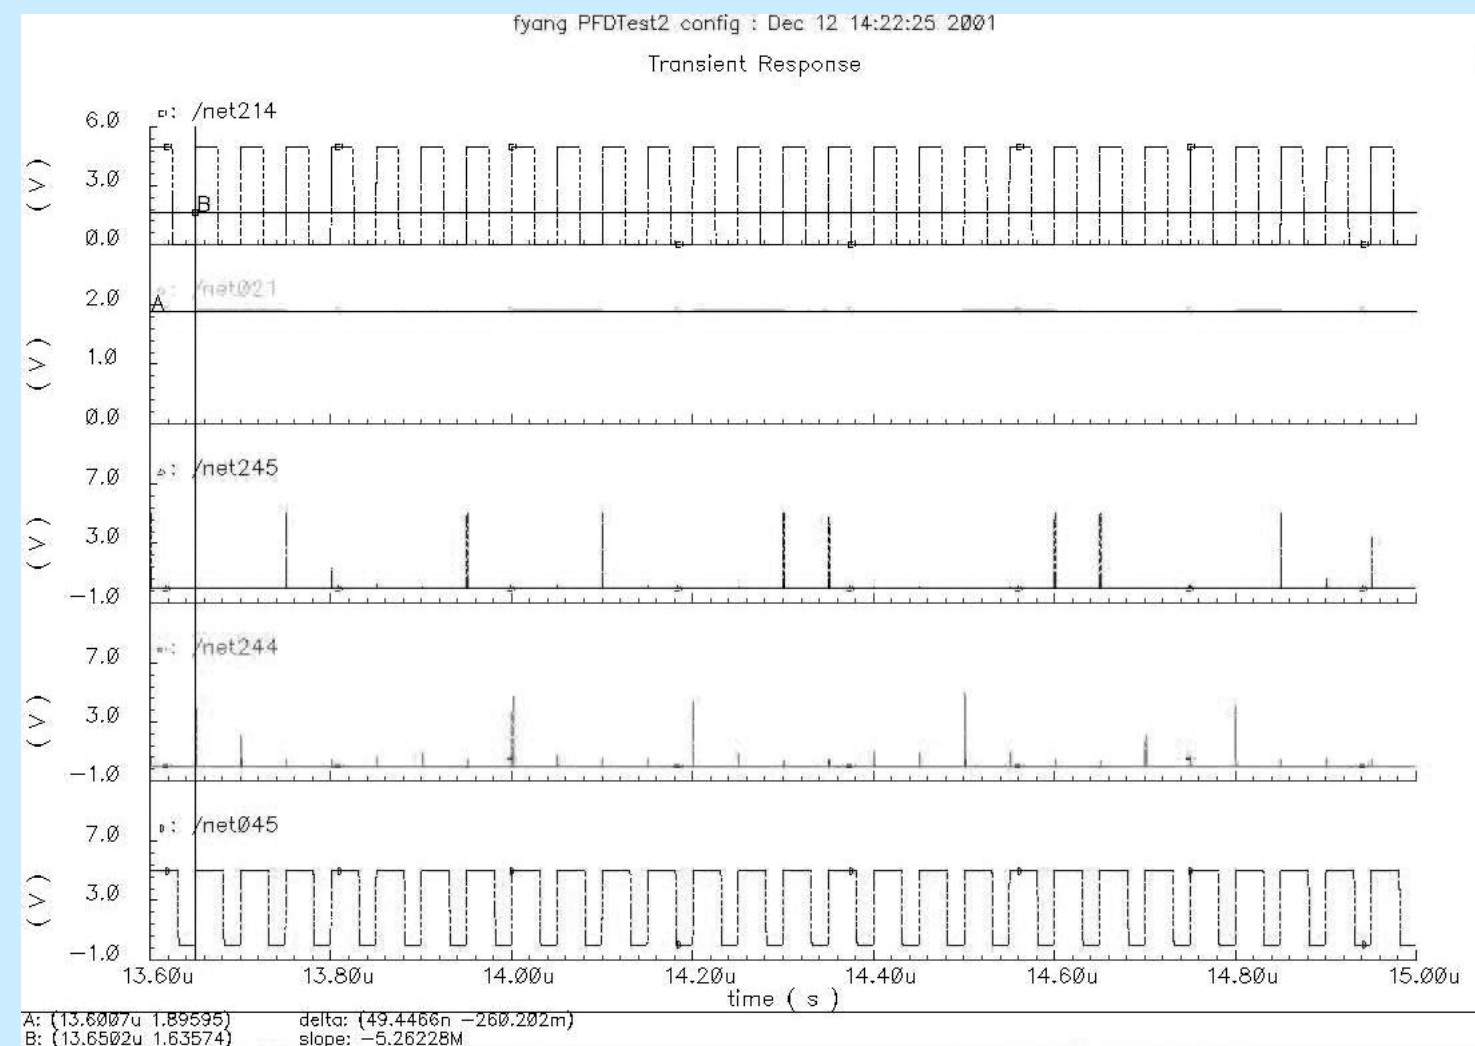 fyang PFDTest2 config : Dec 12 14:22:25 2001
Transient Response
: /net214
6.0
(V)
3.0
B
0.0
: /net021
2.0
A
(V)
1.0
0.0
: /net245
7.0
(V)
3.0
-1.0
: /net244
7.0
(V)
3.0
-1.0
: /net045
7.0
(V)
3.0
-1.0
13.60u 13.80u 14.00u 14.20u 14.40u 14.60u 14.80u 15.00u
time ( s )
A: (13.6007u 1.89595) delta: (49.4466n -260.202m)
B: (13.6502u 1.63574) slope: -5.26228M